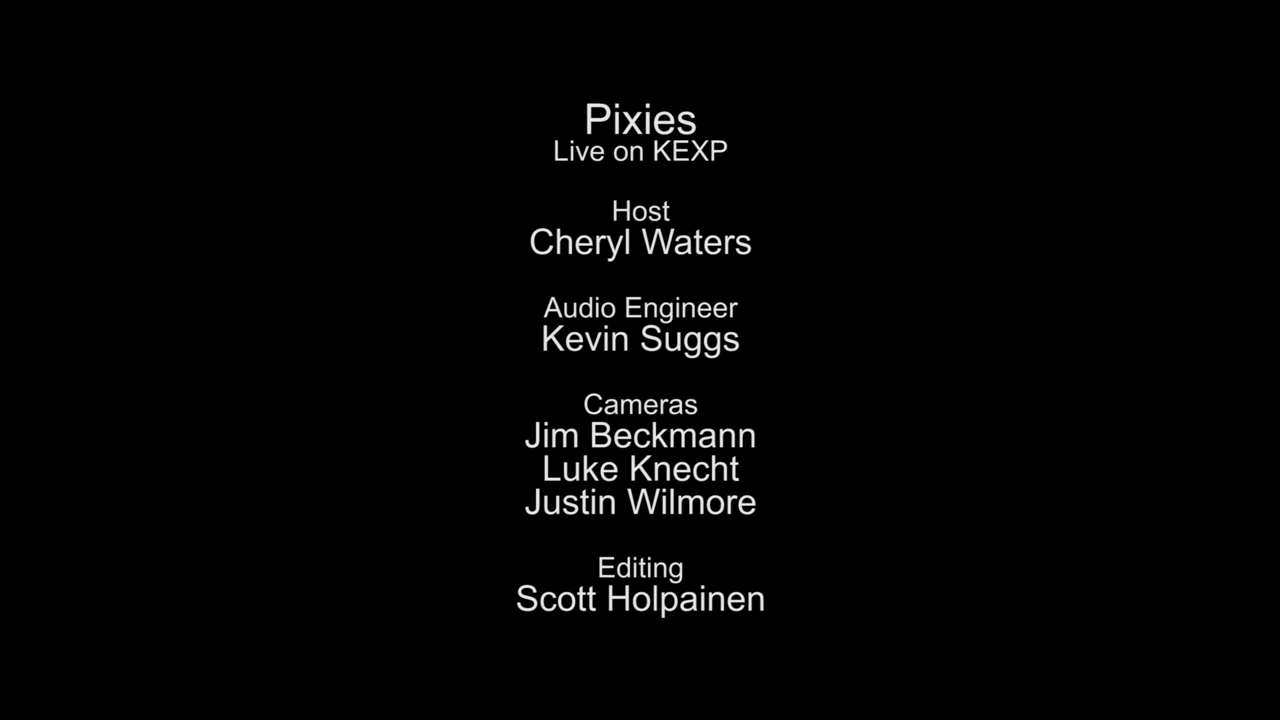 Pixies
Live on KEXP
Host
Cheryl Waters
Audio Engineer
Kevin Suggs
Cameras
Jim Beckmann
Luke Knecht
Justin Wilmore
Editing
Scott Holpainen